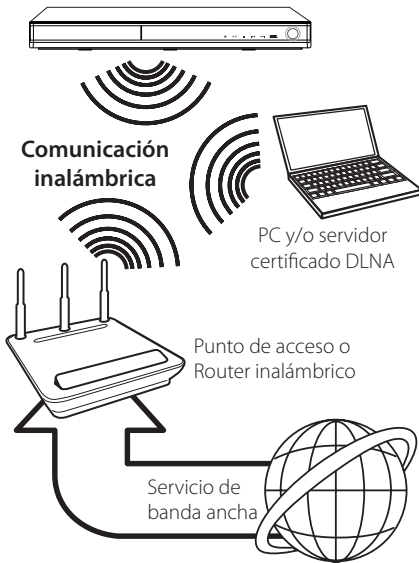 Comunicación
inalámbrica
PC y/o servidor
certificado DLNA
Punto de acceso o
Router inalámbrico
Servicio de
banda ancha